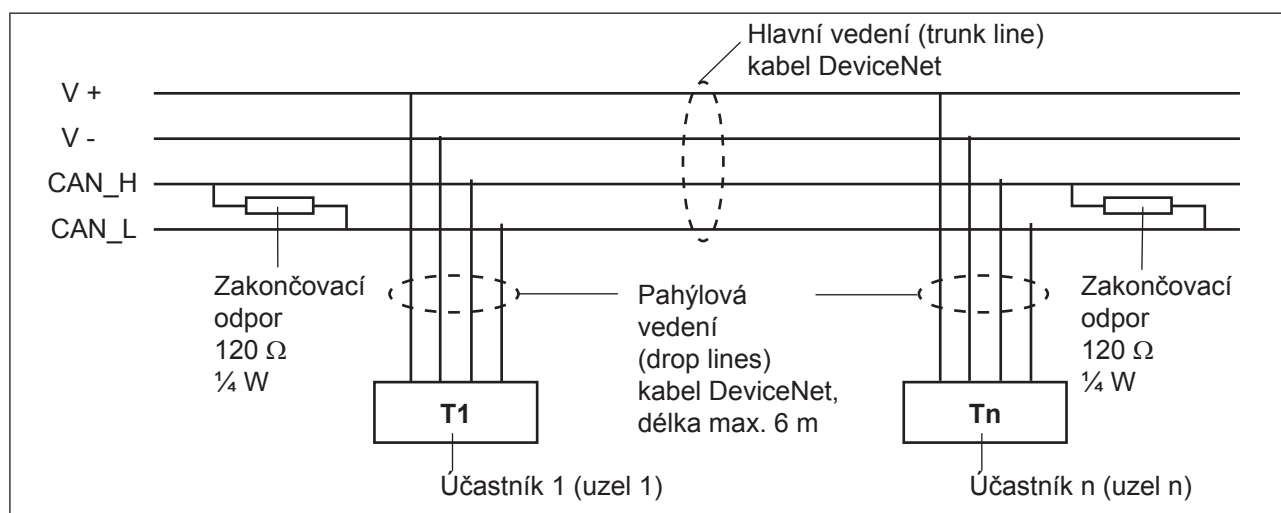 Hlavní vedení (trunk line)
kabel DeviceNet
V +
V -
CAN_H
CAN_L
Zakončovací
odpor
120 Ω
¼ W
Pahýlová
vedení
(drop lines)
kabel DeviceNet,
délka max. 6 m
Zakončovací
odpor
120 Ω
¼ W
T1
Tn
Účastník 1 (uzel 1)
Účastník n (uzel n)